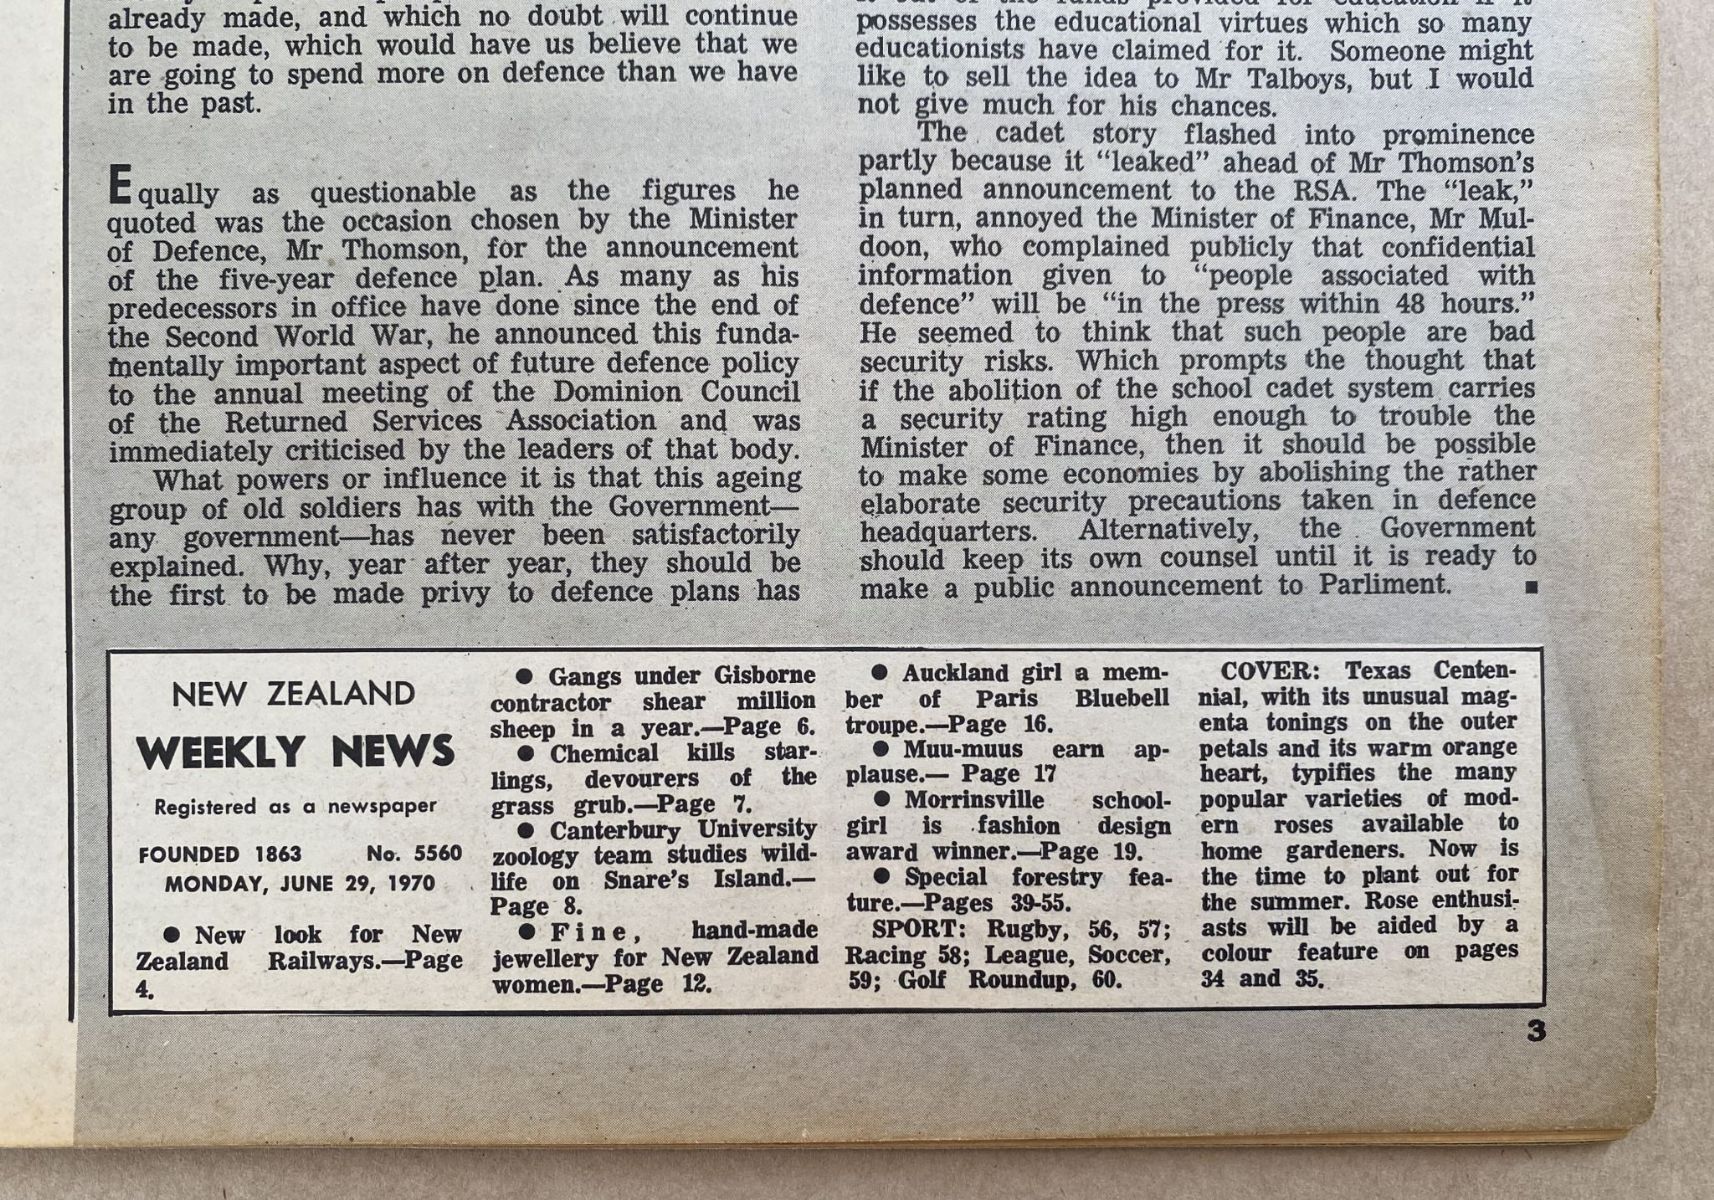 already made, and which no doubt will continue
to be made, which would have us believe that we
are going to spend more on defence than we have
in the past.
Equally as questionable as the figures he
quoted was the occasion chosen by the Minister
of Defence, Mr Thomson, for the announcement
of the five-year defence plan. As many as his
predecessors in office have done since the end of
the Second World War, he announced this funda-
mentally important aspect of future defence policy
to the annual meeting of the Dominion Council
of the Returned Services Association and was
immediately criticised by the leaders of that body.
What powers or influence it is that this ageing
group of old soldiers has with the Government—
any government—has never been satisfactorily
explained. Why, year after year, they should be
the first to be made privy to defence plans has
it out of the funds provided for education if it
possesses the educational virtues which so many
educationists have claimed for it. Someone might
like to sell the idea to Mr Talboys, but I would
not give much for his chances.
The cadet story flashed into prominence
partly because it “leaked” ahead of Mr Thomson’s
planned announcement to the RSA. The “leak,”
in turn, annoyed the Minister of Finance, Mr Mul-
doon, who complained publicly that confidential
information given to “people associated with
defence” will be “in the press within 48 hours.”
He seemed to think that such people are bad
security risks. Which prompts the thought that
if the abolition of the school cadet system carries
a security rating high enough to trouble the
Minister of Finance, then it should be possible
to make some economies by abolishing the rather
elaborate security precautions taken in defence
headquarters. Alternatively, the Government
should keep its own counsel until it is ready to
make a public announcement to Parliment. ■
NEW ZEALAND
WEEKLY NEWS
Registered as a newspaper
FOUNDED 1863 No. 5560
MONDAY, JUNE 29, 1970
● New look for New
Zealand Railways.—Page
4.
● Gangs under Gisborne
contractor shear million
sheep in a year.—Page 6.
● Chemical kills star-
lings, devourers of the
grass grub.—Page 7.
● Canterbury University
zoology team studies wild-
life on Snare's Island.—
Page 8.
● Fine, hand-made
jewellery for New Zealand
women.—Page 12.
● Auckland girl a mem-
ber of Paris Bluebell
troupe.—Page 16.
● Muu-muus earn ap-
plause.— Page 17
● Morrinsville school-
girl is fashion design
award winner.—Page 19.
● Special forestry fea-
ture.—Pages 39-55.
SPORT: Rugby, 56, 57;
Racing 58; League, Soccer,
59; Golf Roundup, 60.
COVER: Texas Centen-
nial, with its unusual mag-
enta tonings on the outer
petals and its warm orange
heart, typifies the many
popular varieties of mod-
ern roses available to
home gardeners. Now is
the time to plant out for
the summer. Rose enthusi-
asts will be aided by a
colour feature on pages
34 and 35.
3